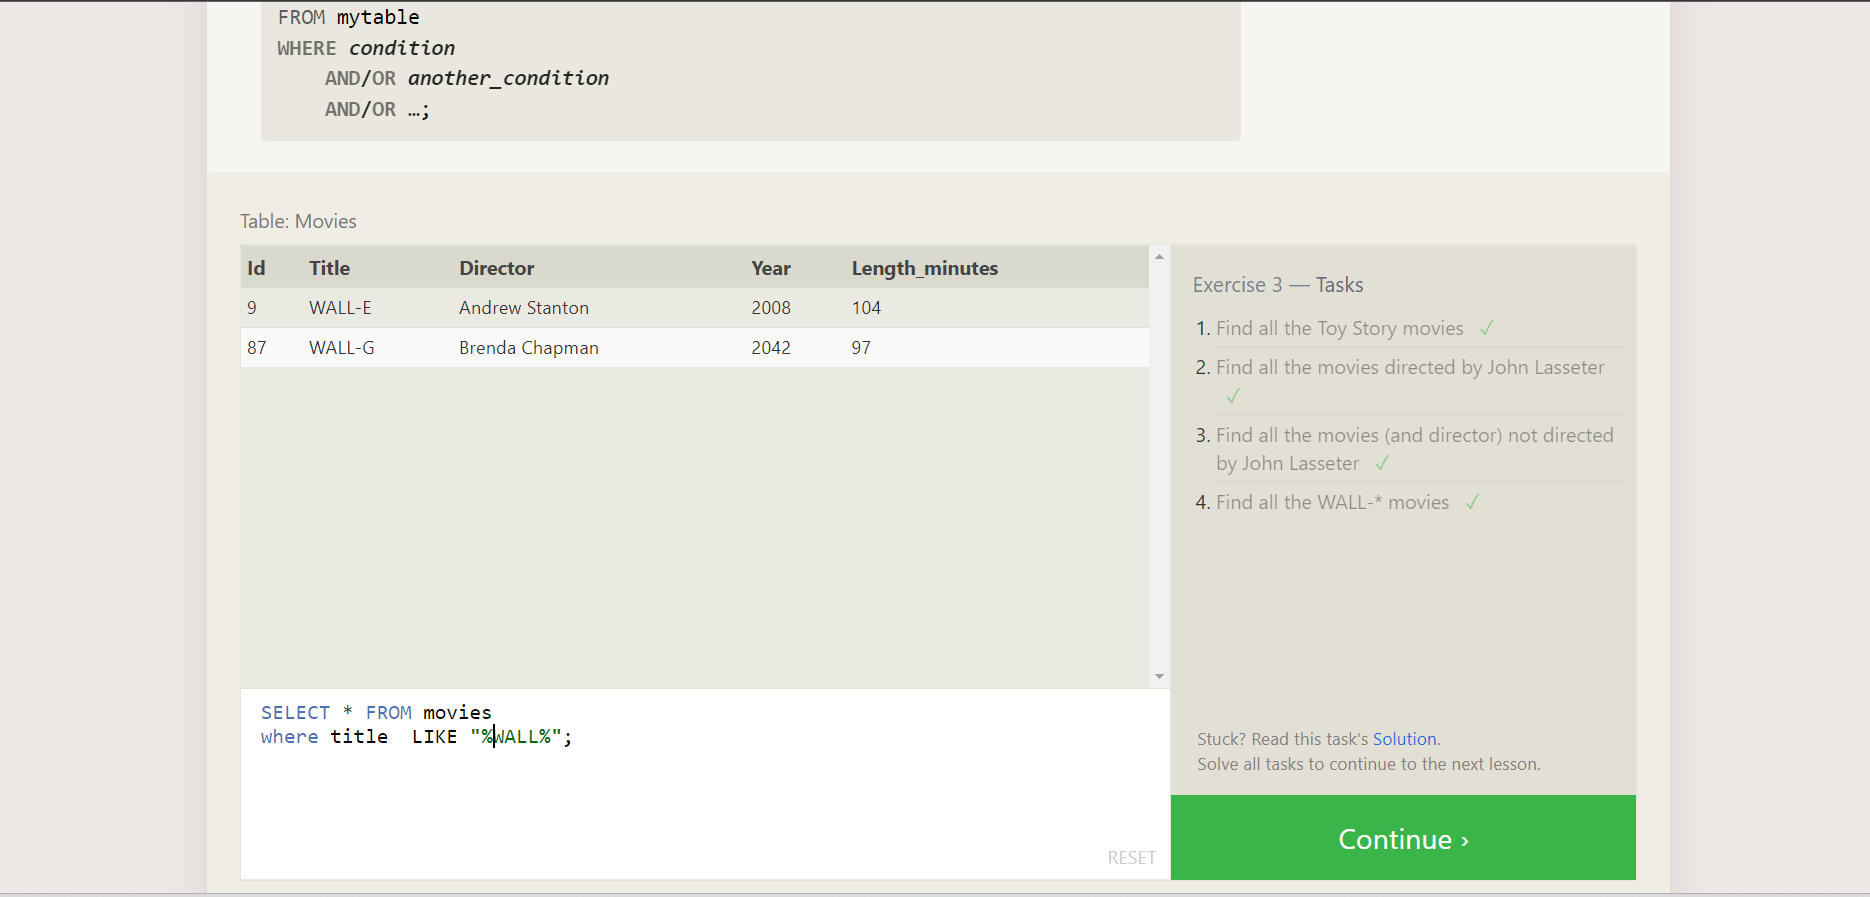 FROM mytable
WHERE condition
AND/OR another_condition
AND/OR …;
Table: Movies
Id Title Director Year Length_minutes
9 WALL-E Andrew Stanton 2008 104
87 WALL-G Brenda Chapman 2042 97
SELECT * FROM movies
where title  LIKE "%WALL%";
RESET
Exercise 3 — Tasks
1. Find all the Toy Story movies ✓
2. Find all the movies directed by John Lasseter
✓
3. Find all the movies (and director) not directed
by John Lasseter ✓
4. Find all the WALL-* movies ✓
Stuck? Read this task's Solution.
Solve all tasks to continue to the next lesson.
Continue ›